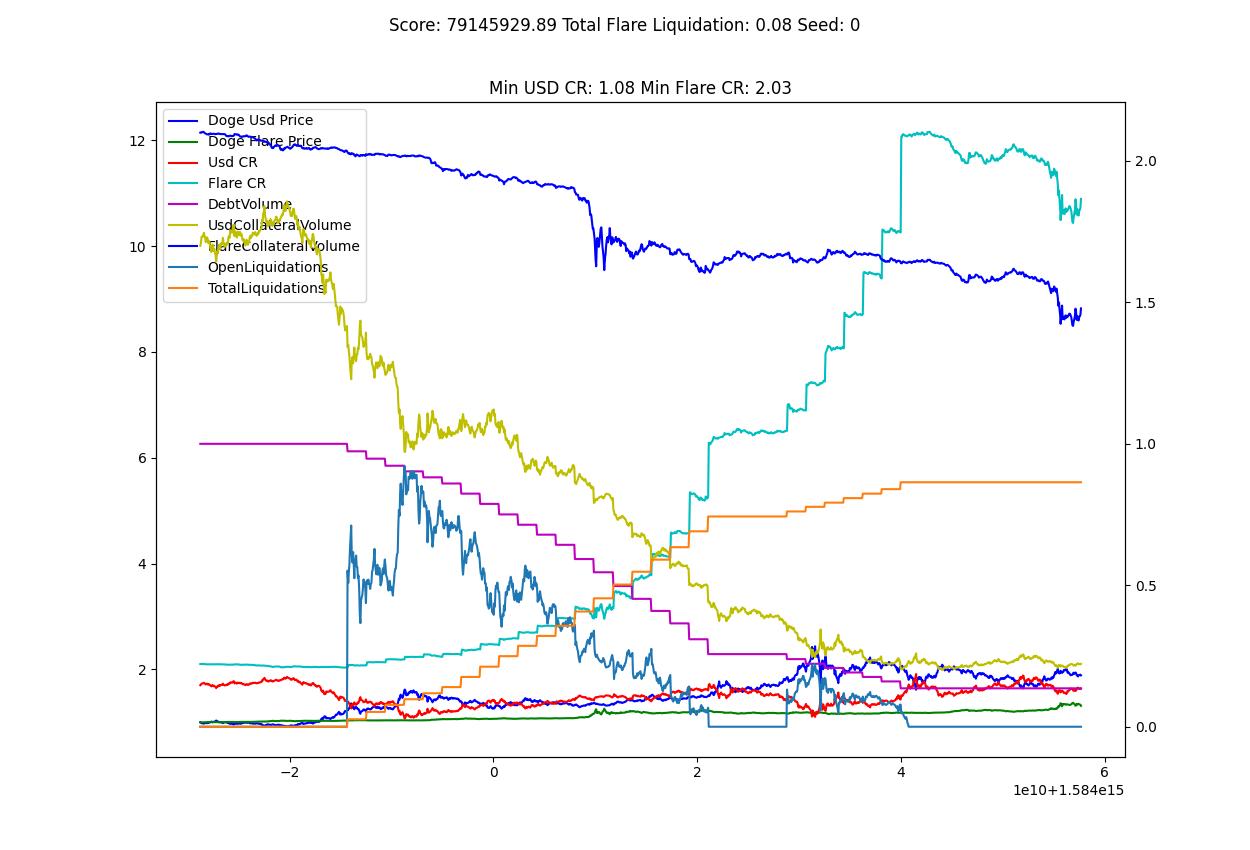 Score: 79145929.89 Total Flare Liquidation: 0.08 Seed: 0
Min USD CR: 1.08 Min Flare CR: 2.03
Doge Usd Price
Doge Flare Price
Usd CR
Flare CR
DebtVolume
UsdCollateralVolume
FlareCollateralVolume
OpenLiquidations
TotalLiquidations
12
10
8
6
4
2
2.0
1.5
1.0
0.5
0.0
−2
0
2
4
6
1e10+1.584e15